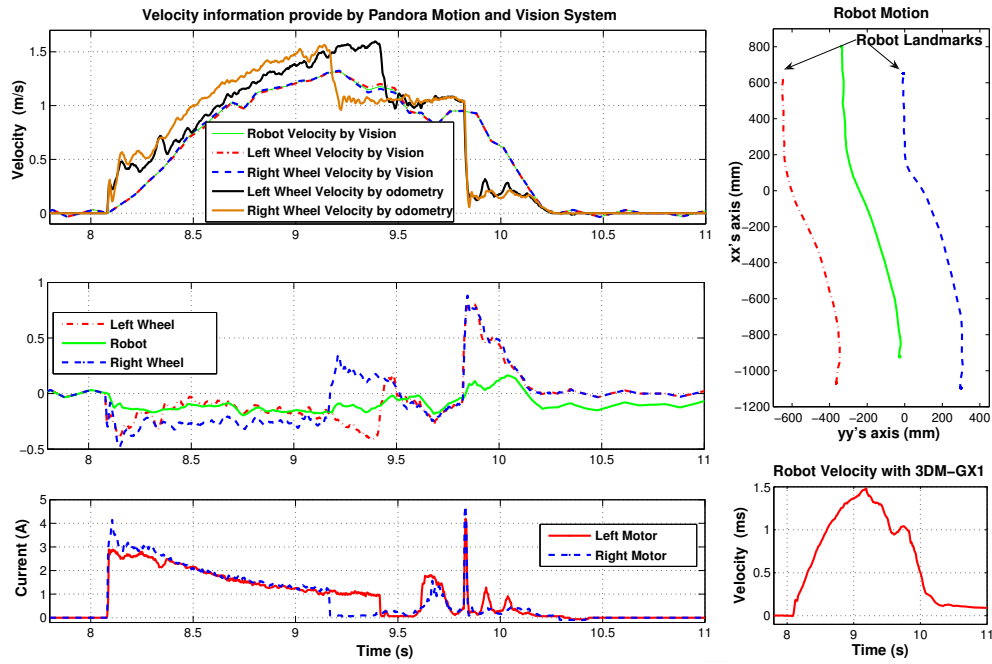 Velocity information provide by Pandora Motion and Vision System
1.5
1
0.5
0
Velocity (m/s)
Robot Velocity by Vision
Left Wheel Velocity by Vision
Right Wheel Velocity by Vision
Left Wheel Velocity by odometry
Right Wheel Velocity by odometry
8 8.5 9 9.5 10 10.5 11
1
0.5
0
−0.5
Left Wheel
Robot
Right Wheel
8 8.5 9 9.5 10 10.5 11
5
4
3
2
1
0
Current (A)
Left Motor
Right Motor
8 8.5 9 9.5 10 10.5 11
Time (s)
Robot Motion
Robot Landmarks
800
600
400
200
0
−200
−400
−600
−800
−1000
−1200
xx's axis (mm)
−600 −400 −200 0 200 400
yy's axis (mm)
Robot Velocity with 3DM−GX1
1.5
1
0.5
0
Velocity (ms)
8 9 10 11
Time (s)